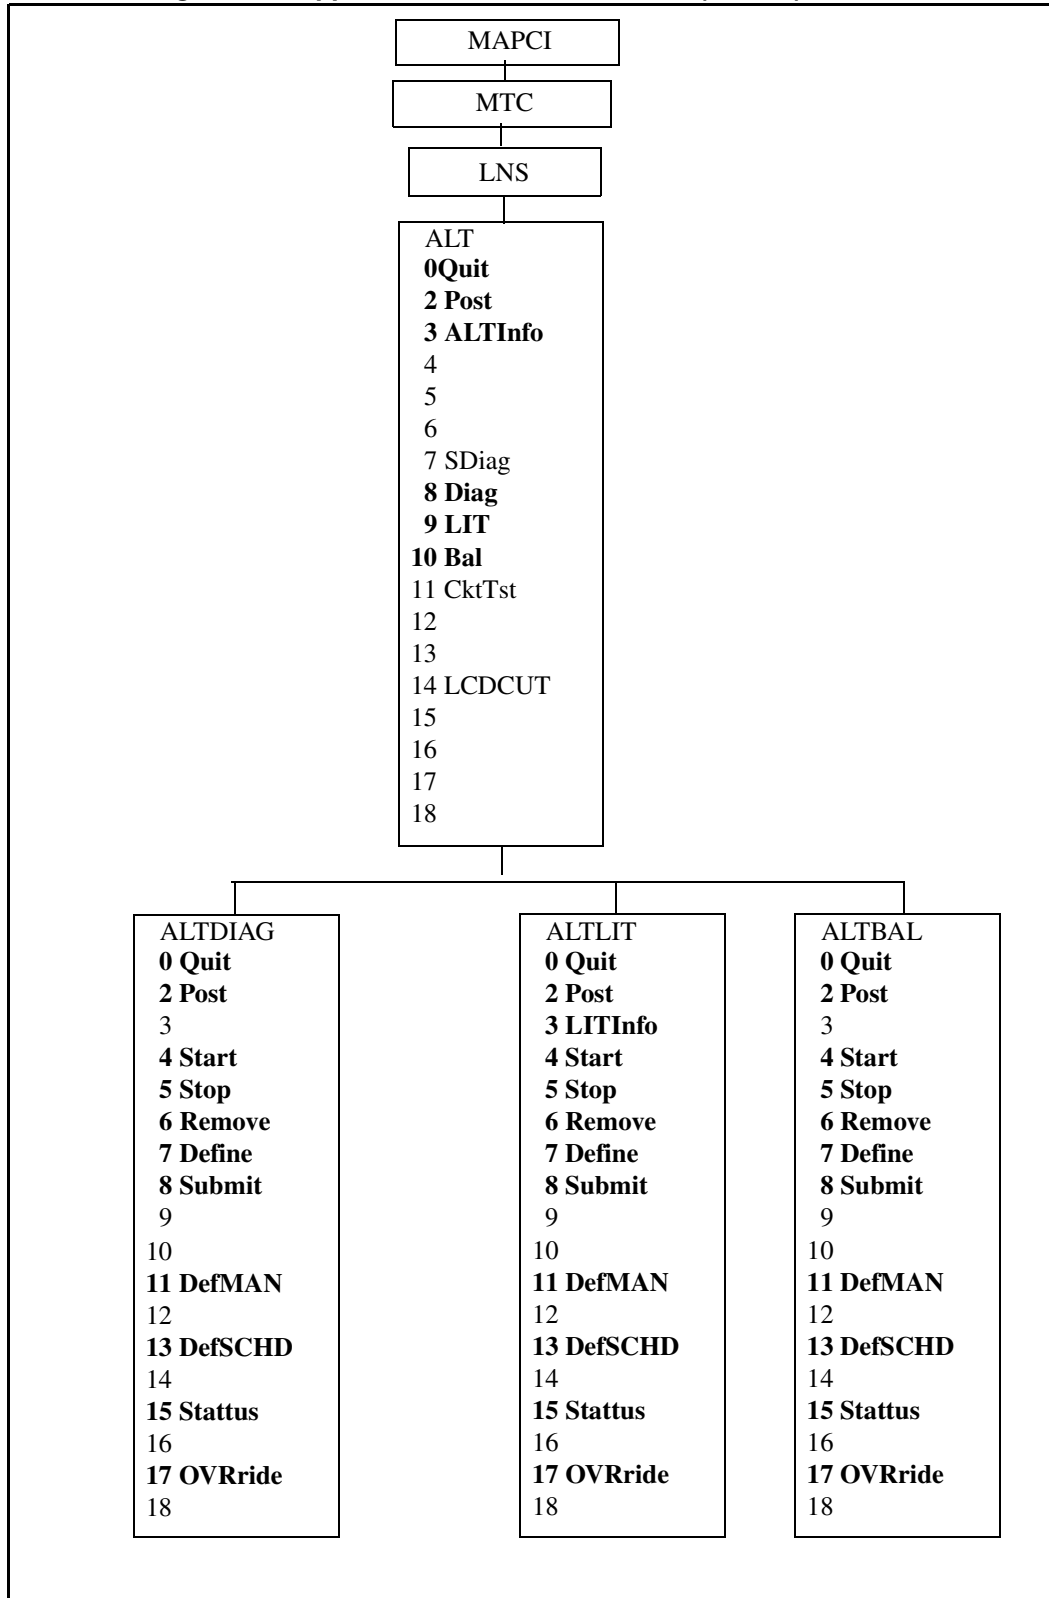 MAPCI
MTC
LNS
ALT
0Quit
2 Post
3 ALTInfo
4
5
6
7 SDiag
8 Diag
9 LIT
10 Bal
11 CktTst
12
13
14 LCDCUT
15
16
17
18
ALTDIAG
0 Quit
2 Post
3
4 Start
5 Stop
6 Remove
7 Define
8 Submit
9
10
11 DefMAN
12
13 DefSCHD
14
15 Stattus
16
17 OVRride
18
ALTLIT
0 Quit
2 Post
3 LITInfo
4 Start
5 Stop
6 Remove
7 Define
8 Submit
9
10
11 DefMAN
12
13 DefSCHD
14
15 Stattus
16
17 OVRride
18
ALTBAL
0 Quit
2 Post
3
4 Start
5 Stop
6 Remove
7 Define
8 Submit
9
10
11 DefMAN
12
13 DefSCHD
14
15 Stattus
16
17 OVRride
18